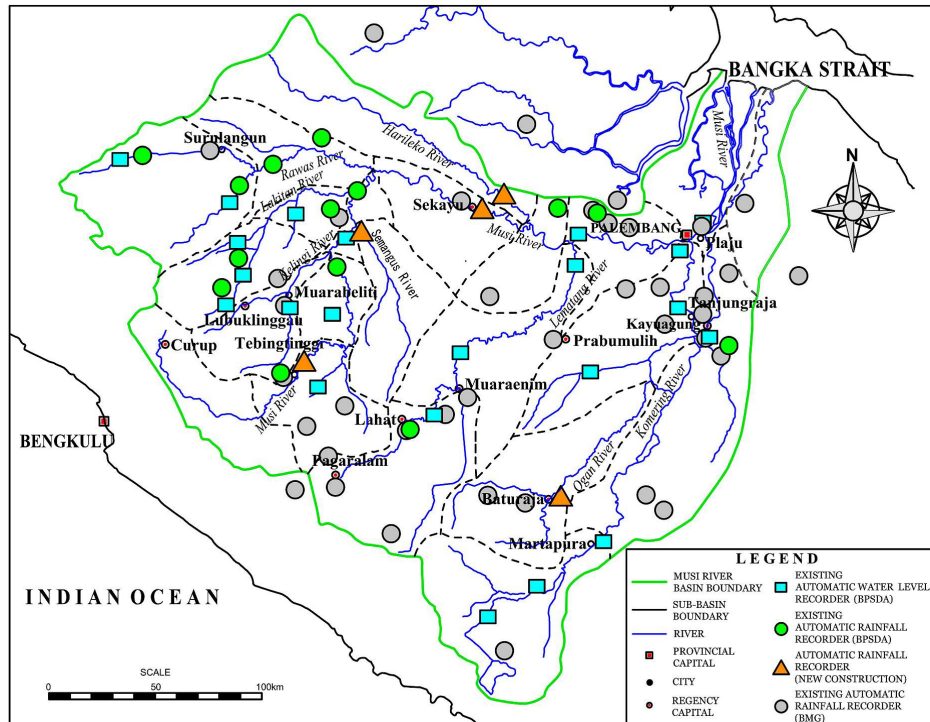 BANGKA STRAIT
Musi River
Harileko River
Surulangun
Rawas River
Lakitan River
N
Sekayu
Musi River
PALEMBANG
Plaju
Kelingi River
Semangus River
Lematang River
Muarabeliti
Tanjungraja
Lubuklinggau
Kayuagung
Curup
Tebingtinggi
Prabumulih
Musi River
Muaraenim
Komering River
BENGKULU
Lahat
Pagaralam
Ogan River
Baturaja
Martapura
INDIAN OCEAN
SCALE
0 50 100km
LEGEND
MUSI RIVER
BASIN BOUNDARY
SUB-BASIN
BOUNDARY
RIVER
PROVINCIAL
CAPITAL
CITY
REGENCY
CAPITAL
EXISTING
AUTOMATIC WATER LEVEL
RECORDER (BPSDA)
EXISTING
AUTOMATIC RAINFALL
RECORDER (BPSDA)
AUTOMATIC RAINFALL
RECORDER
(NEW CONSTRUCTION)
EXISTING AUTOMATIC
RAINFALL RECORDER
(BMG)